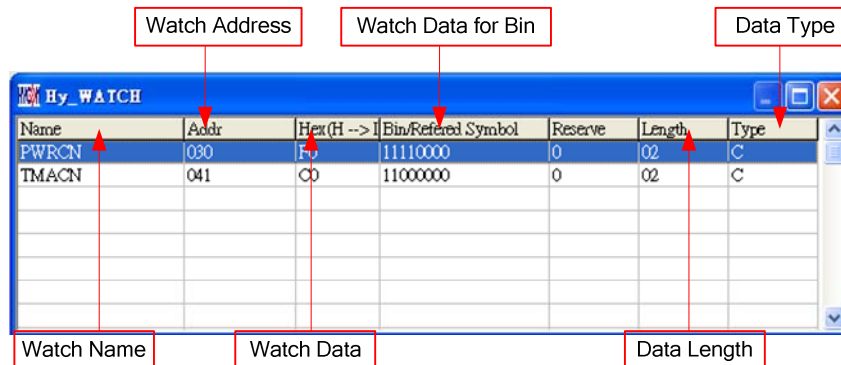 Watch Address Watch Data for Bin Data Type
Hy_WATCH
Name Addr Hex(H --> I Bin/Refered Symbol Reserve Length Type
PWRCN 030 F0 11110000 0 02 C
TMACN 041 C0 11000000 0 02 C
Watch Name Watch Data Data Length